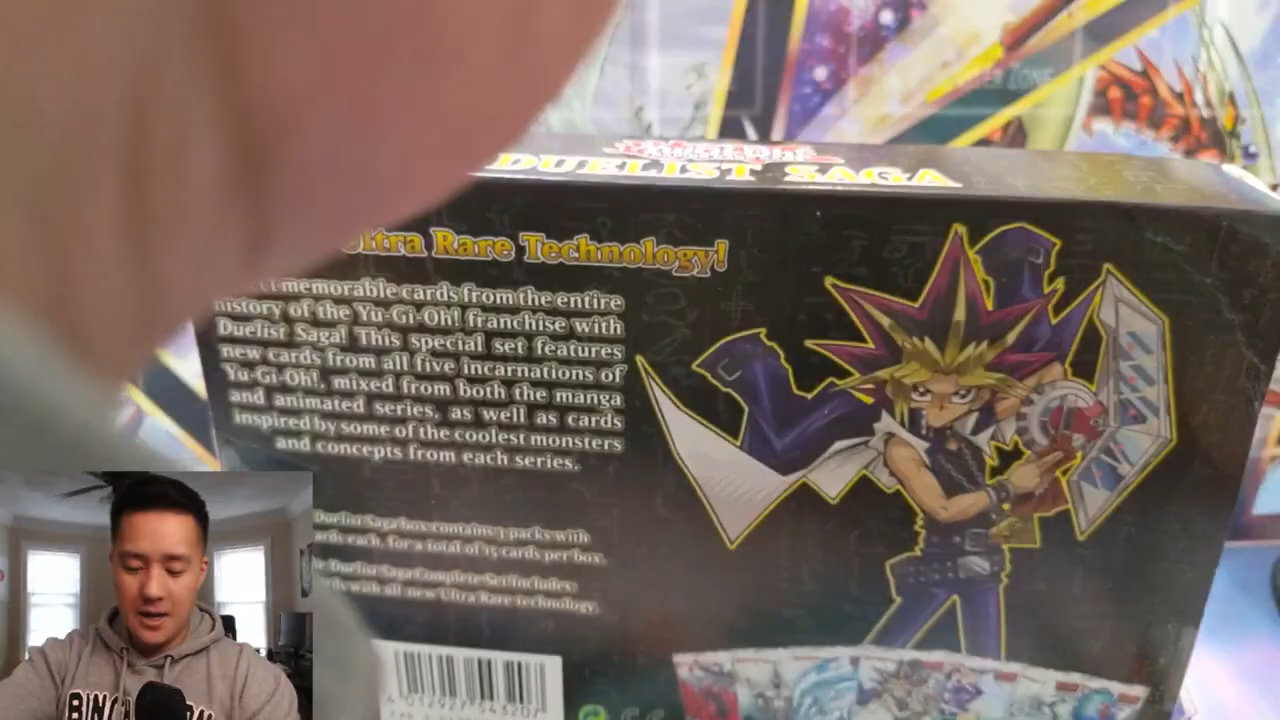 DUELIST SAGA
Ultra Rare Technology!
memorable cards from the entire
history of the Yu-Gi-Oh! franchise with
Duelist Saga! This special set features
new cards from all five incarnations of
Yu-Gi-Oh!, mixed from both the manga
and animated series, as well as cards
inspired by some of the coolest monsters
and concepts from each series.
Duelist Saga box contains 3 packs with
each, for a total of 15 cards per box.
Duelist Saga Complete Set includes
with all new Ultra Rare technology.